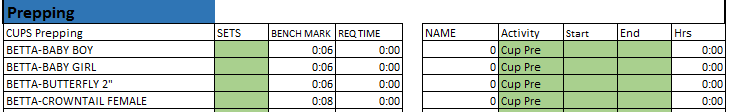 Prepping
CUPS Prepping SETS BENCH MARK REQ TIME NAME Activity Start End Hrs
BETTA-BABY BOY 0:06 0:00 0 Cup Pre 0:00
BETTA-BABY GIRL 0:06 0:00 0 Cup Pre 0:00
BETTA-BUTTERFLY 2" 0:06 0:00 0 Cup Pre 0:00
BETTA-CROWNTAIL FEMALE 0:08 0:00 0 Cup Pre 0:00